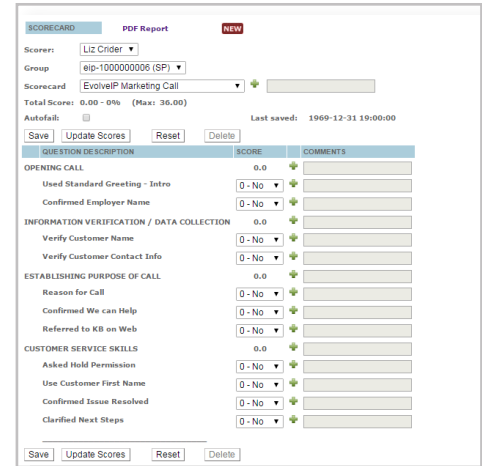 SCORECARD PDF Report NEW
Scorer: Liz Crider
Group eip-1000000006 (SP)
Scorecard EvolveIP Marketing Call
Total Score: 0.00 - 0% (Max: 36.00)
Autofail: Last saved: 1969-12-31 19:00:00
Save Update Scores Reset Delete
QUESTION DESCRIPTION SCORE COMMENTS
OPENING CALL 0.0
Used Standard Greeting - Intro 0 - No
Confirmed Employer Name 0 - No
INFORMATION VERIFICATION / DATA COLLECTION 0.0
Verify Customer Name 0 - No
Verify Customer Contact Info 0 - No
ESTABLISHING PURPOSE OF CALL 0.0
Reason for Call 0 - No
Confirmed We can Help 0 - No
Referred to KB on Web 0 - No
CUSTOMER SERVICE SKILLS 0.0
Asked Hold Permission 0 - No
Use Customer First Name 0 - No
Confirmed Issue Resolved 0 - No
Clarified Next Steps 0 - No
Save Update Scores Reset Delete